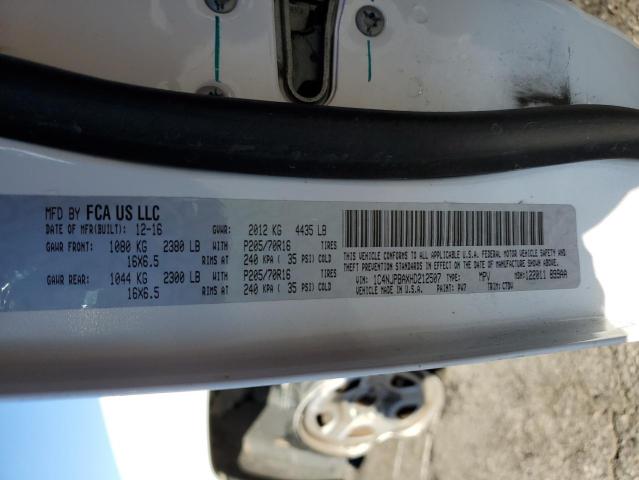 MFD BY FCA US LLC
DATE OF MFR(BUILT): 12-16 GVWR: 2012 KG 4435 LB
GAWR FRONT: 1080 KG 2380 LB WITH P205/70R16 TIRES
16X6.5 RIMS AT 240 KPA ( 35 PSI) COLD
GAWR REAR: 1044 KG 2300 LB WITH P205/70R16 TIRES
16X6.5 RIMS AT 240 KPA ( 35 PSI) COLD
THIS VEHICLE CONFORMS TO ALL APPLICABLE U.S.A. FEDERAL MOTOR VEHICLE SAFETY
STANDARDS IN EFFECT ON THE DATE OF MANUFACTURE SHOWN ABOVE.
VIN: 1C4NJPBAXHD212507 TYPE: MPV MDH: 122011 899AA
VEHICLE MADE IN U.S.A. PAINT: PW7 TRIM: